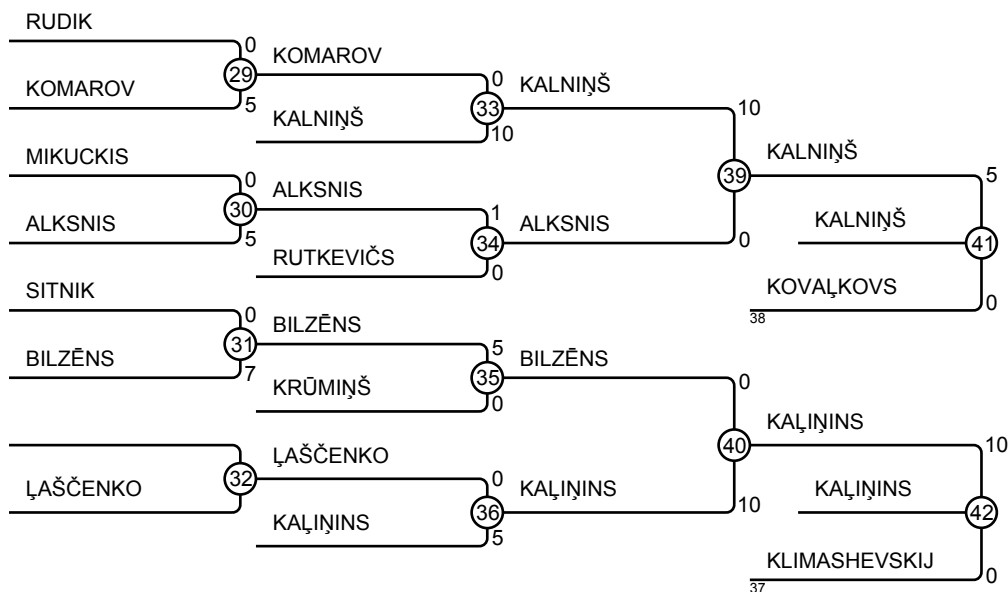 RUDIK
0
29
KOMAROV
0
KOMAROV
5
33
KALNIŅŠ
KALNIŅŠ
10
10
MIKUCKIS
0
39
KALNIŅŠ
5
30
ALKSNIS
1
ALKSNIS
5
34
ALKSNIS
0
KALNIŅŠ
41
RUTKEVIČS
0
SITNIK
0
KOVAĻKOVS
0
38
31
BILZĒNS
5
BILZĒNS
7
35
BILZĒNS
0
KRŪMIŅŠ
0
40
KAĻIŅINS
10
ĻAŠČENKO
32
ĻAŠČENKO
0
36
KAĻIŅINS
10
KAĻIŅINS
42
KAĻIŅINS
5
KLIMASHEVSKIJ
0
37